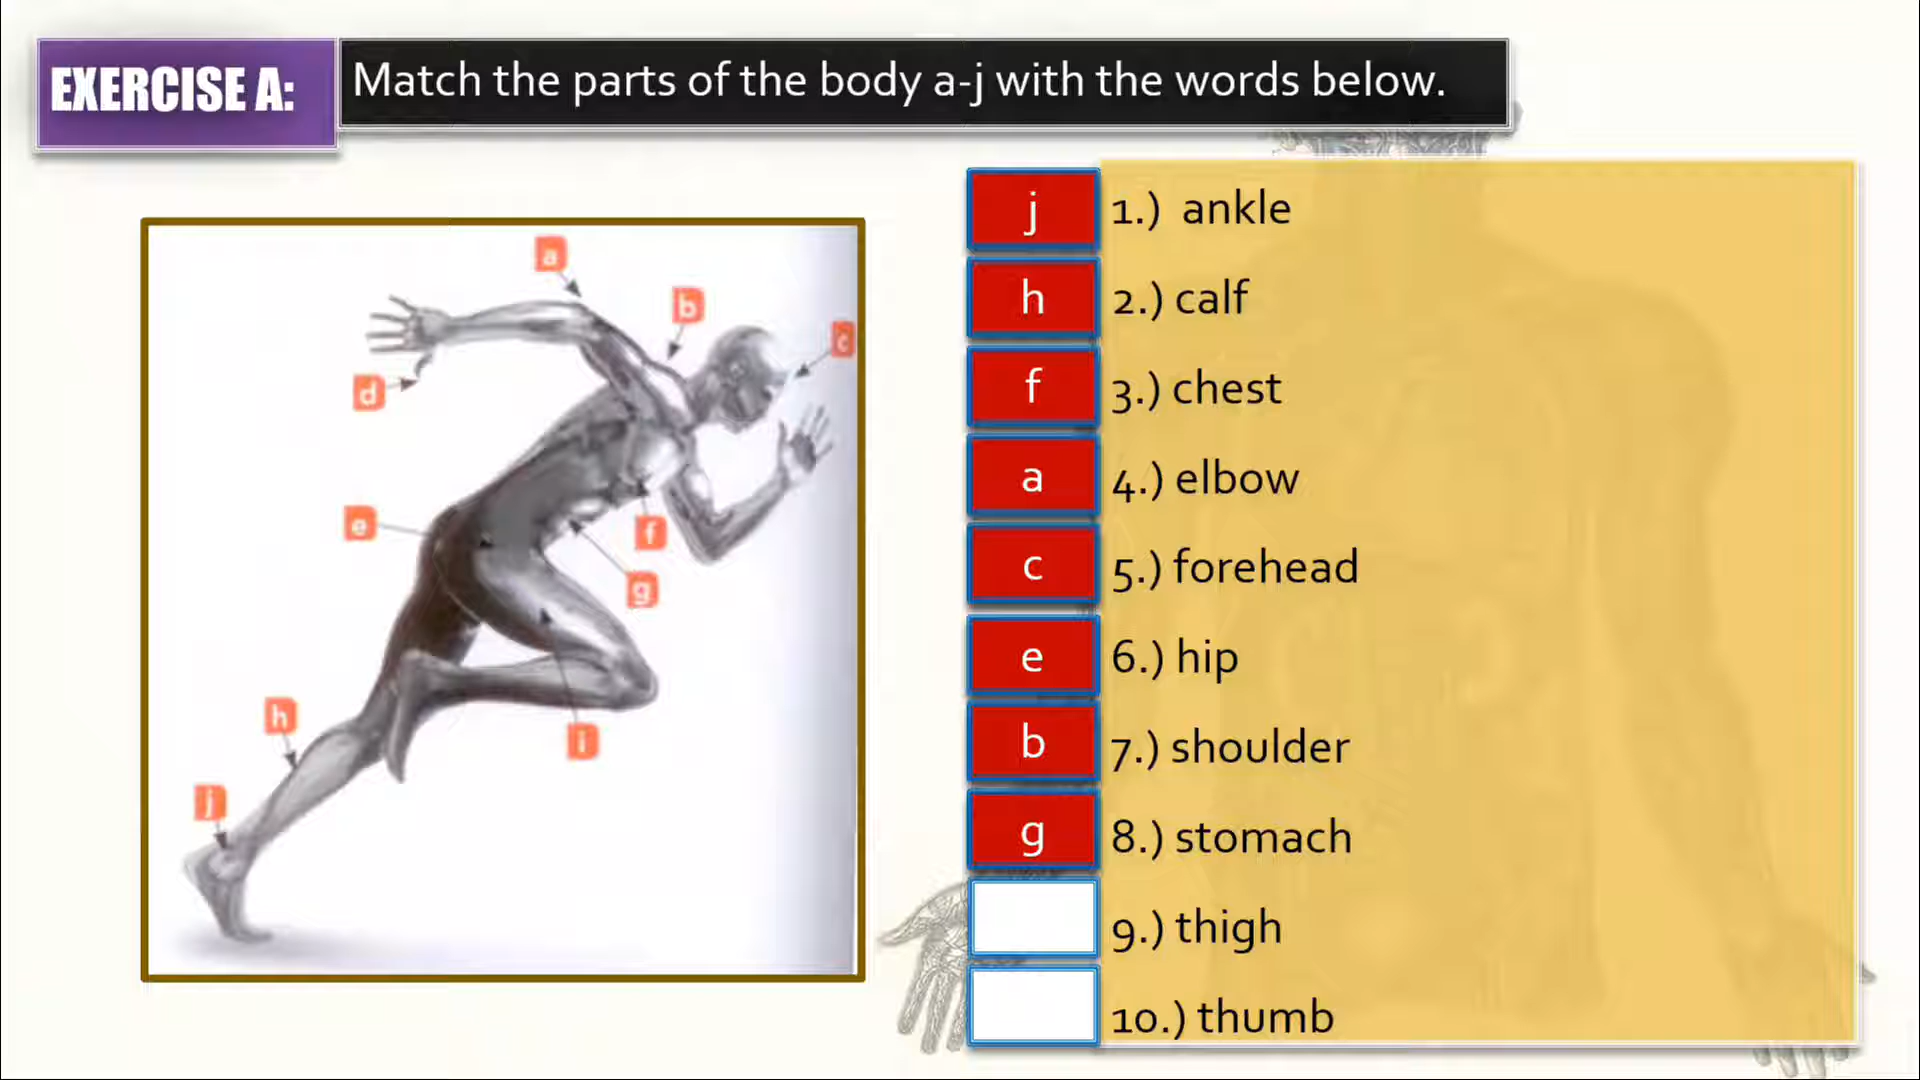 EXERCISE A:
Match the parts of the body a-j with the words below.
a
b
c
d
e
f
g
h
i
j
j 1.) ankle
h 2.) calf
f 3.) chest
a 4.) elbow
c 5.) forehead
e 6.) hip
b 7.) shoulder
g 8.) stomach
9.) thigh
10.) thumb